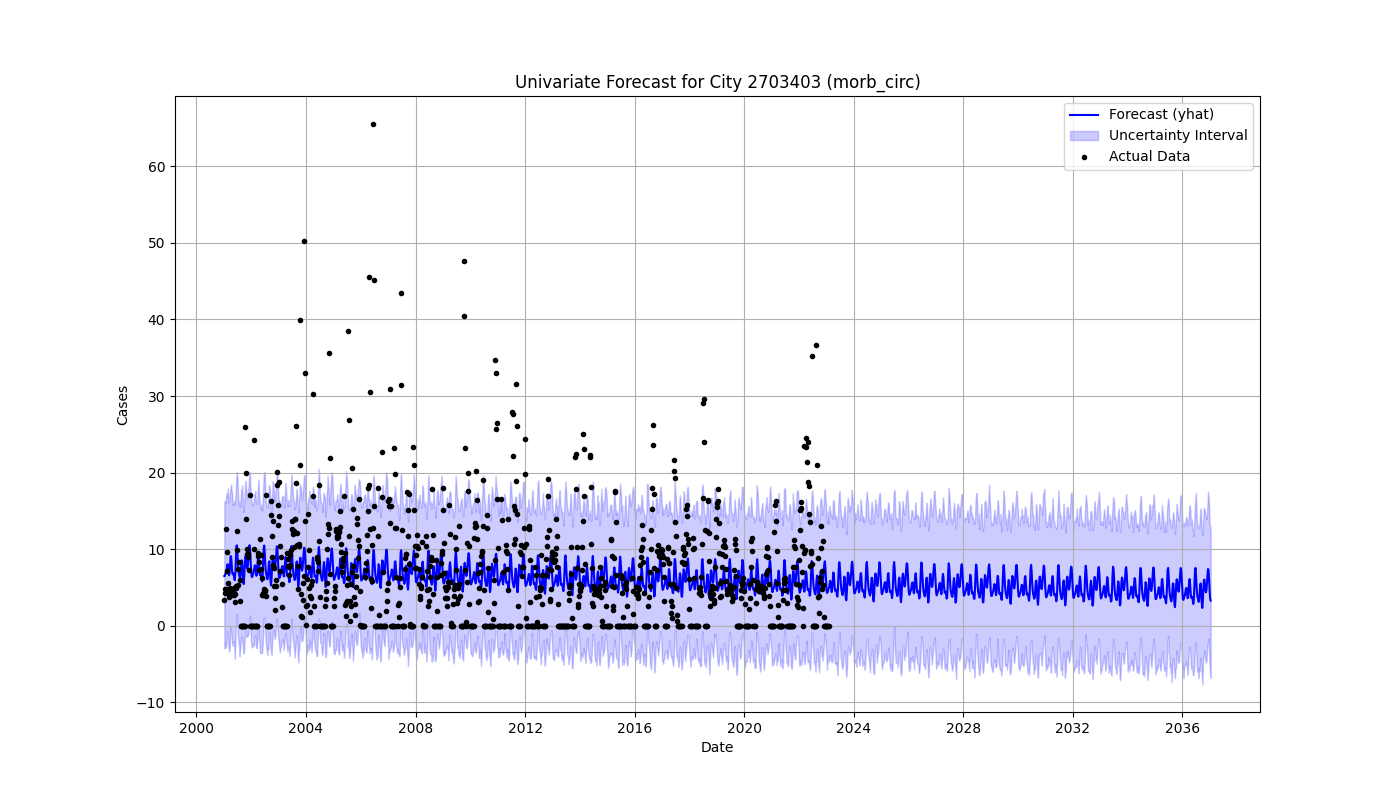 Univariate Forecast for City 2703403 (morb_circ)
Forecast (yhat)
Uncertainty Interval
Actual Data
60
50
40
30
20
10
0
−10
Cases
2000 2004 2008 2012 2016 2020 2024 2028 2032 2036
Date